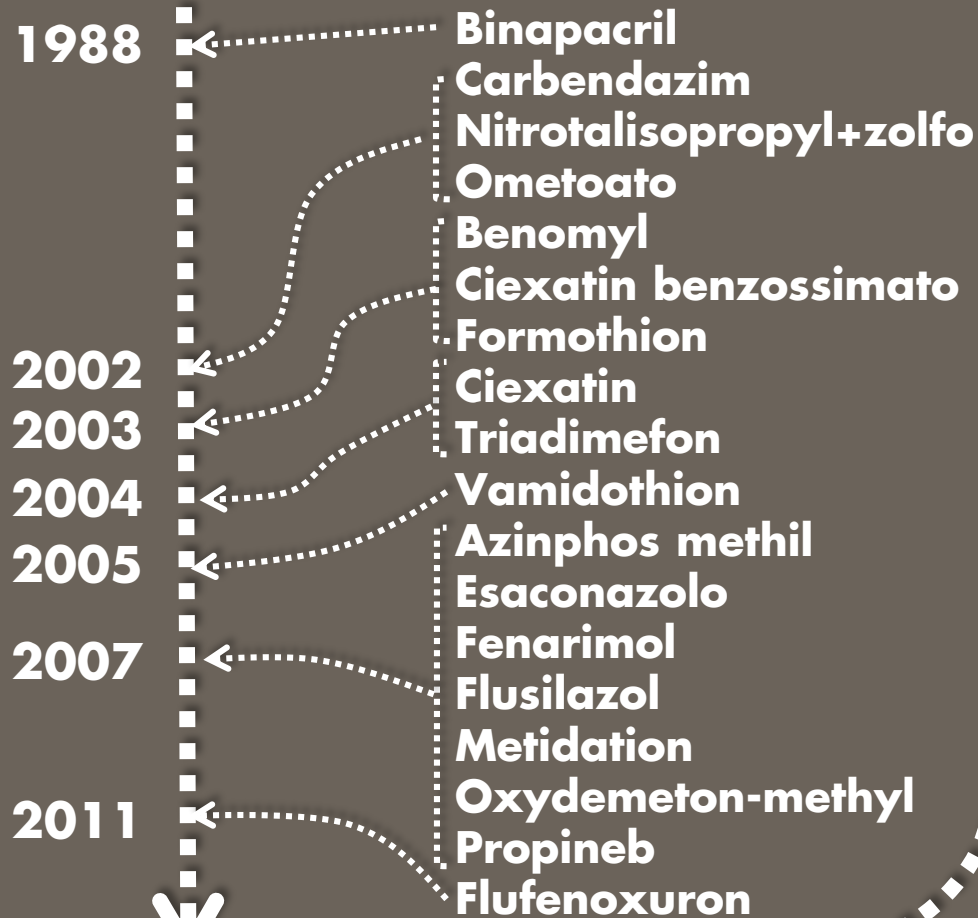 1988
2002
2003
2004
2005
2007
2011
Binapacril
Carbendazim
Nitrotalisopropyl+zolfo
Ometoato
Benomyl
Ciexatin benzossimato
Formothion
Ciexatin
Triadimefon
Vamidothion
Azinphos methil
Esaconazolo
Fenarimol
Flusilazol
Metidation
Oxydemeton-methyl
Propineb
Flufenoxuron